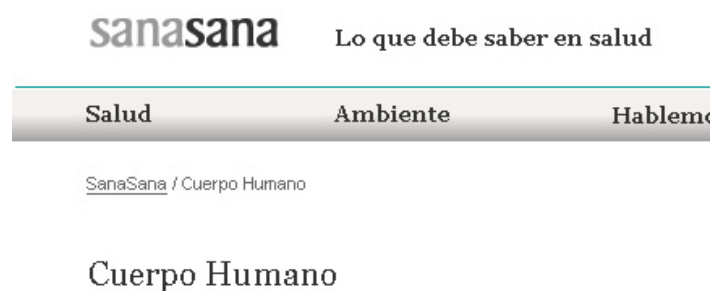 sanasana Lo que debe saber en salud
Salud Ambiente
SanaSana / Cuerpo Humano
Cuerpo Humano